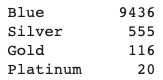 Blue 9436
Silver 555
Gold 116
Platinum 20